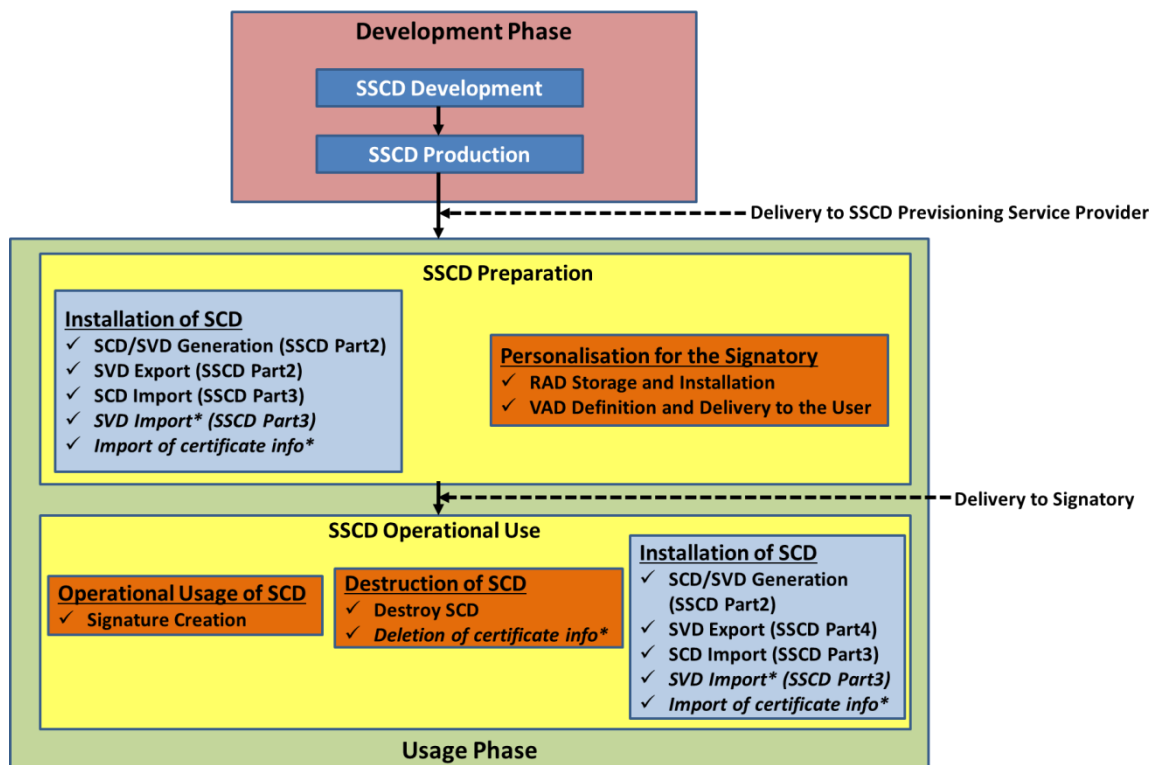 Development Phase
SSCD Development
SSCD Production
Delivery to SSCD Previsioning Service Provider
SSCD Preparation
Installation of SCD
✓ SCD/SVD Generation (SSCD Part2)
✓ SVD Export (SSCD Part2)
✓ SCD Import (SSCD Part3)
✓ SVD Import* (SSCD Part3)
✓ Import of certificate info*
Personalisation for the Signatory
✓ RAD Storage and Installation
✓ VAD Definition and Delivery to the User
Delivery to Signatory
SSCD Operational Use
Operational Usage of SCD
✓ Signature Creation
Destruction of SCD
✓ Destroy SCD
✓ Deletion of certificate info*
Installation of SCD
✓ SCD/SVD Generation
(SSCD Part2)
✓ SVD Export (SSCD Part4)
✓ SCD Import (SSCD Part3)
✓ SVD Import* (SSCD Part3)
✓ Import of certificate info*
Usage Phase